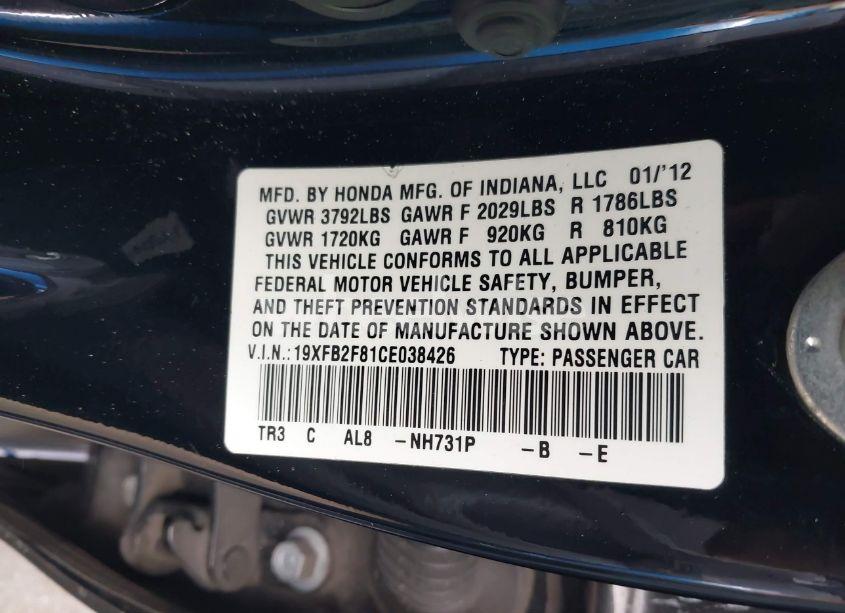 MFD. BY HONDA MFG. OF INDIANA, LLC 01/'12
GVWR 3792LBS GAWR F 2029LBS R 1786LBS
GVWR 1720KG GAWR F 920KG R 810KG
THIS VEHICLE CONFORMS TO ALL APPLICABLE
FEDERAL MOTOR VEHICLE SAFETY, BUMPER,
AND THEFT PREVENTION STANDARDS IN EFFECT
ON THE DATE OF MANUFACTURE SHOWN ABOVE.
V.I.N.:19XFB2F81CE038426 TYPE: PASSENGER CAR
TR3 C AL8 -NH731P -B -E